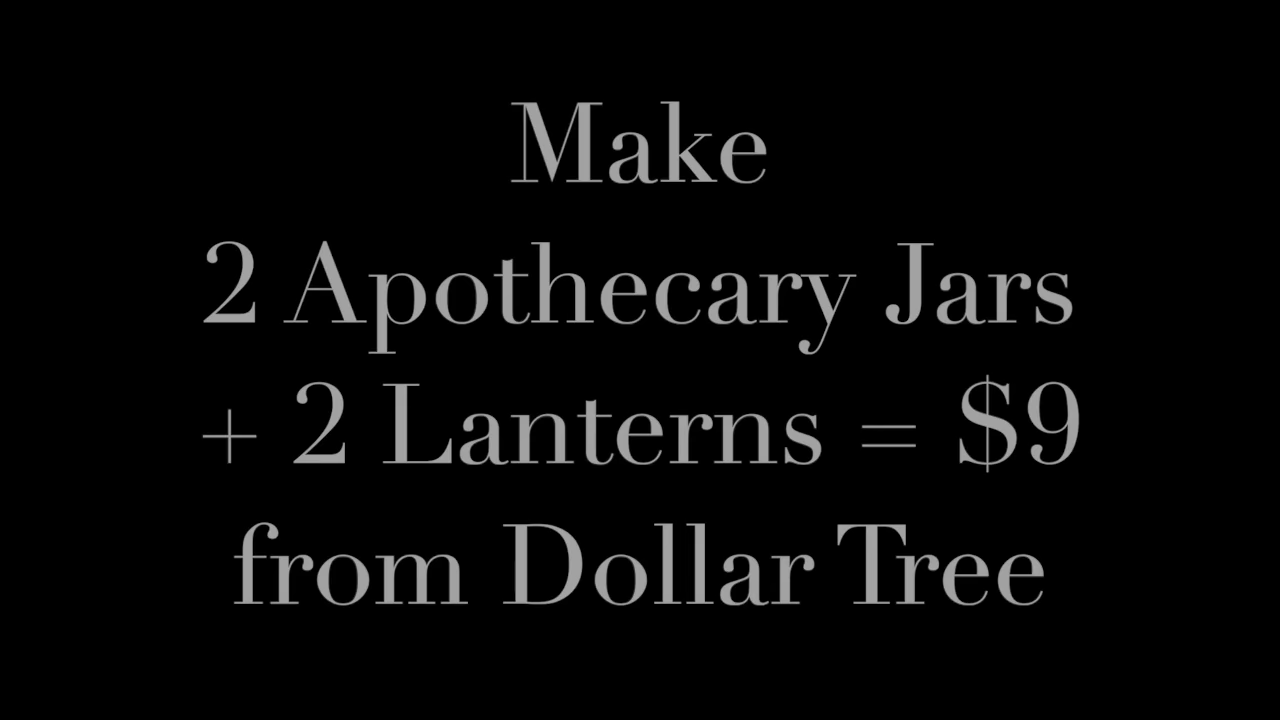 Make
2 Apothecary Jars
+ 2 Lanterns = $9
from Dollar Tree